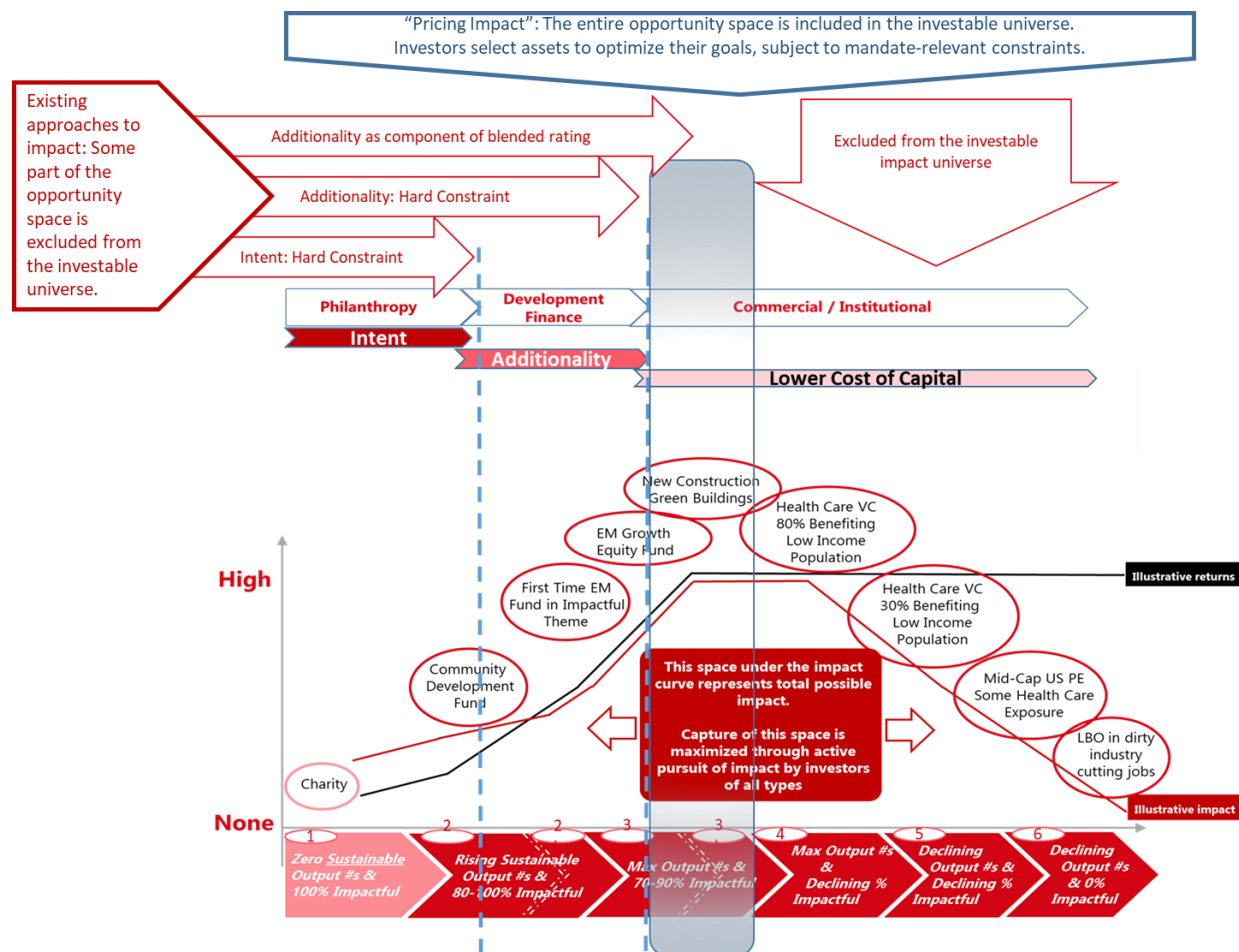 “Pricing Impact”: The entire opportunity space is included in the investable universe.
Investors select assets to optimize their goals, subject to mandate-relevant constraints.
Existing
approaches to
impact: Some
part of the
opportunity
space is
excluded from
the investable
universe.
Additionality as component of blended rating
Additionality: Hard Constraint
Intent: Hard Constraint
Excluded from the investable
impact universe
Philanthropy
Development
Finance
Commercial / Institutional
Intent
Additionality
Lower Cost of Capital
New Construction
Green Buildings
Health Care VC
80% Benefiting
Low Income
Population
EM Growth
Equity Fund
First Time EM
Fund in Impactful
Theme
Community
Development
Fund
Charity
Health Care VC
30% Benefiting
Low Income
Population
Mid-Cap US PE
Some Health Care
Exposure
LBO in dirty
industry
cutting jobs
High
None
Illustrative returns
Illustrative impact
This space under the impact
curve represents total possible
impact.
Capture of this space is
maximized through active
pursuit of impact by investors
of all types
1
2
2
3
3
4
5
6
Zero Sustainable
Output #s &
100% Impactful
Rising Sustainable
Output #s &
80-100% Impactful
Max Output #s &
70-90% Impactful
Max Output #s
&
Declining %
Impactful
Declining
Output #s &
Declining %
Impactful
Declining
Output #s
& 0%
Impactful